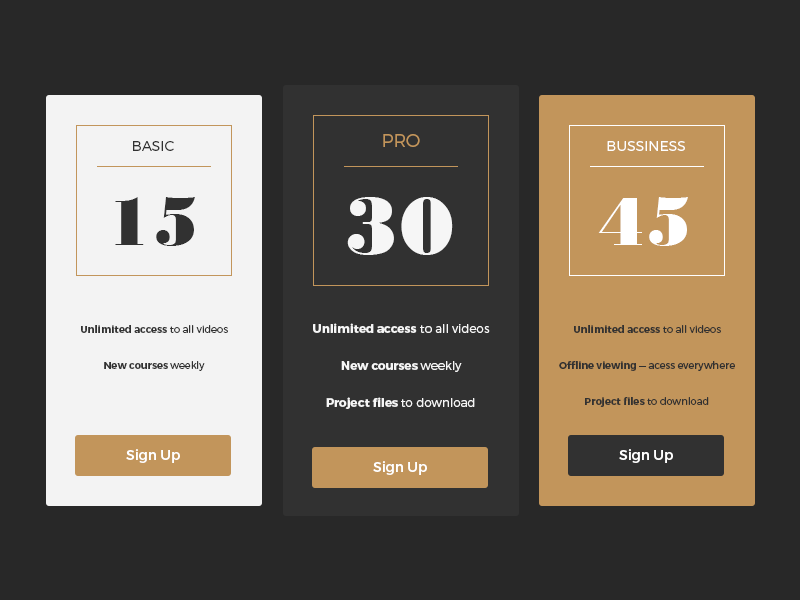 BASIC
15
Unlimited access to all videos
New courses weekly
Sign Up
PRO
30
Unlimited access to all videos
New courses weekly
Project files to download
Sign Up
BUSSINESS
45
Unlimited access to all videos
Offline viewing — acess everywhere
Project files to download
Sign Up